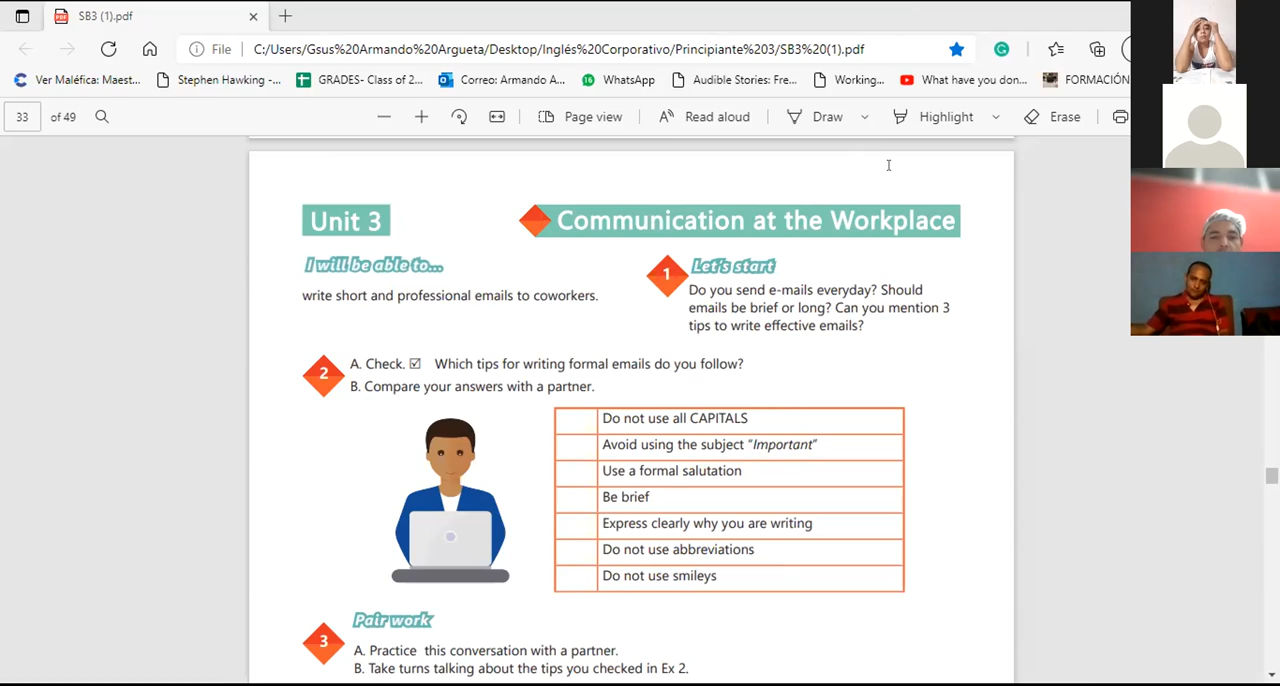 SB3 (1).pdf
File C:/Users/Gsus%20Armando%20Argueta/Desktop/Inglés%20Corporativo/Principiante%203/SB3%20(1).pdf
Ver Maléfica: Maest... Stephen Hawking -... GRADES- Class of 2... Correo: Armando A... WhatsApp Audible Stories: Fre... Working... What have you don... FORMACIÓN
33 of 49 Page view Read aloud Draw Highlight Erase
Unit 3 Communication at the Workplace
I will be able to...
write short and professional emails to coworkers.
1 Let's start
Do you send e-mails everyday? Should
emails be brief or long? Can you mention 3
tips to write effective emails?
2 A. Check. ☑ Which tips for writing formal emails do you follow?
B. Compare your answers with a partner.
Do not use all CAPITALS
Avoid using the subject "Important"
Use a formal salutation
Be brief
Express clearly why you are writing
Do not use abbreviations
Do not use smileys
Pair work
3 A. Practice this conversation with a partner.
B. Take turns talking about the tips you checked in Ex 2.